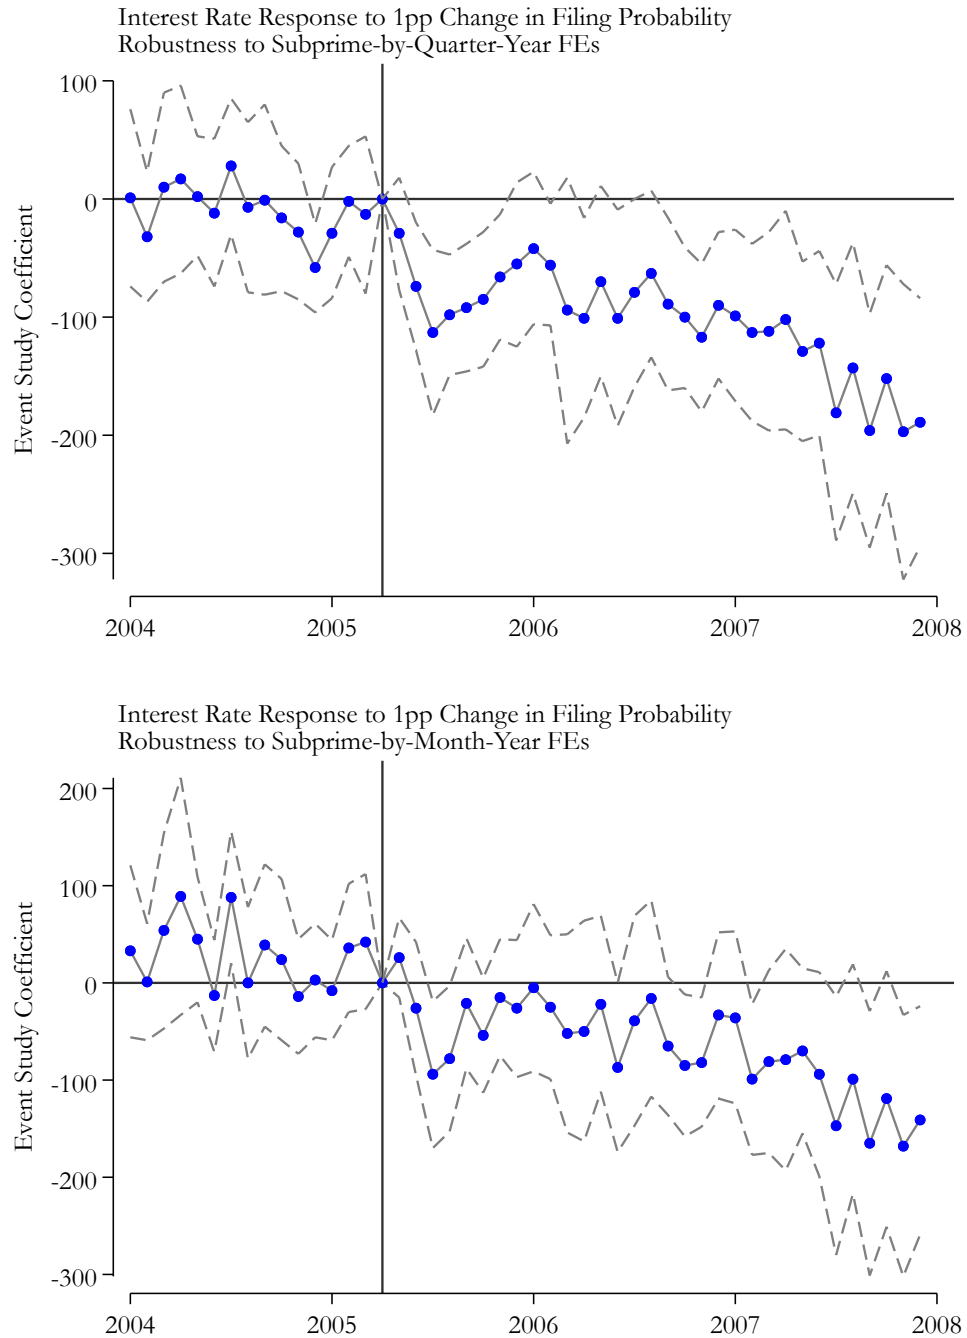 Interest Rate Response to 1pp Change in Filing Probability
Robustness to Subprime-by-Quarter-Year FEs
Event Study Coefficient
100
0
-100
-200
-300
2004 2005 2006 2007 2008
Interest Rate Response to 1pp Change in Filing Probability
Robustness to Subprime-by-Month-Year FEs
Event Study Coefficient
200
100
0
-100
-200
-300
2004 2005 2006 2007 2008